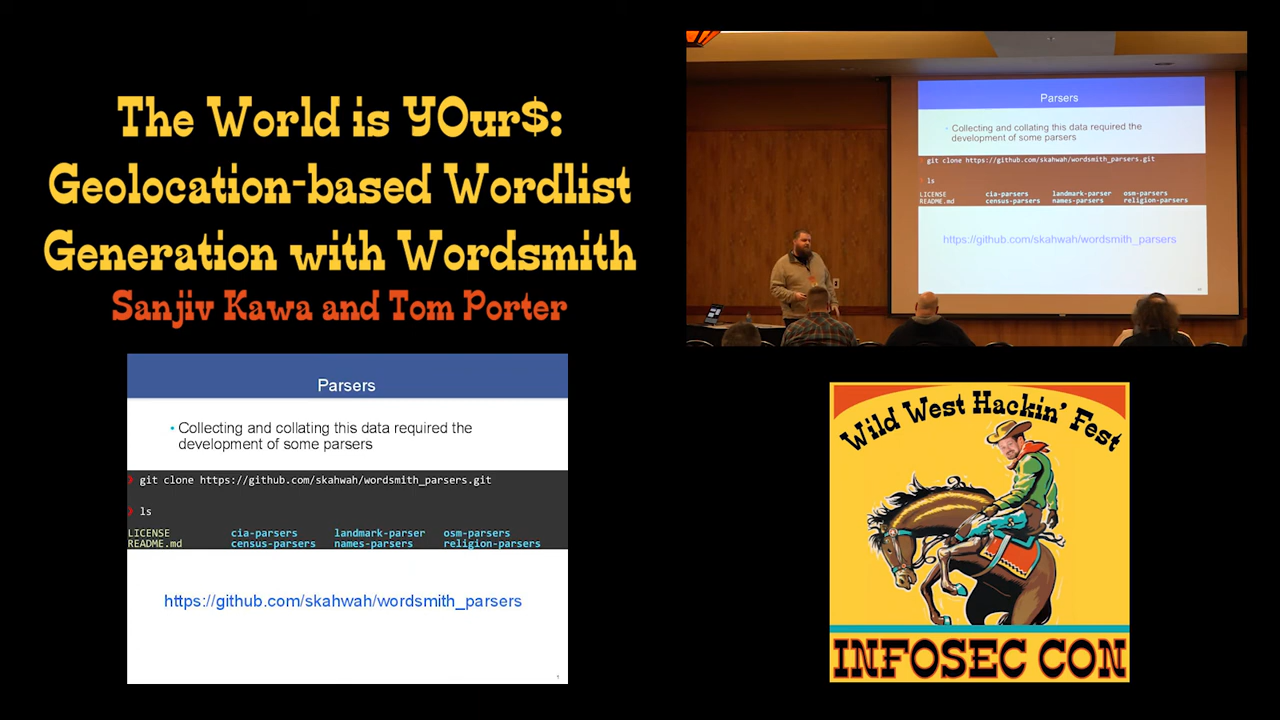 The World is YOur$:
Geolocation-based Wordlist
Generation with Wordsmith
Sanjiv Kawa and Tom Porter
Parsers
• Collecting and collating this data required the
development of some parsers
git clone https://github.com/skahwah/wordsmith_parsers.git
ls
LICENSE cia-parsers landmark-parser osm-parsers
README.md census-parsers names-parsers religion-parsers
https://github.com/skahwah/wordsmith_parsers
Parsers
• Collecting and collating this data required the
development of some parsers
❯ git clone https://github.com/skahwah/wordsmith_parsers.git
❯ ls
LICENSE cia-parsers landmark-parser osm-parsers
README.md census-parsers names-parsers religion-parsers
https://github.com/skahwah/wordsmith_parsers
Wild West Hackin' Fest
INFOSEC CON